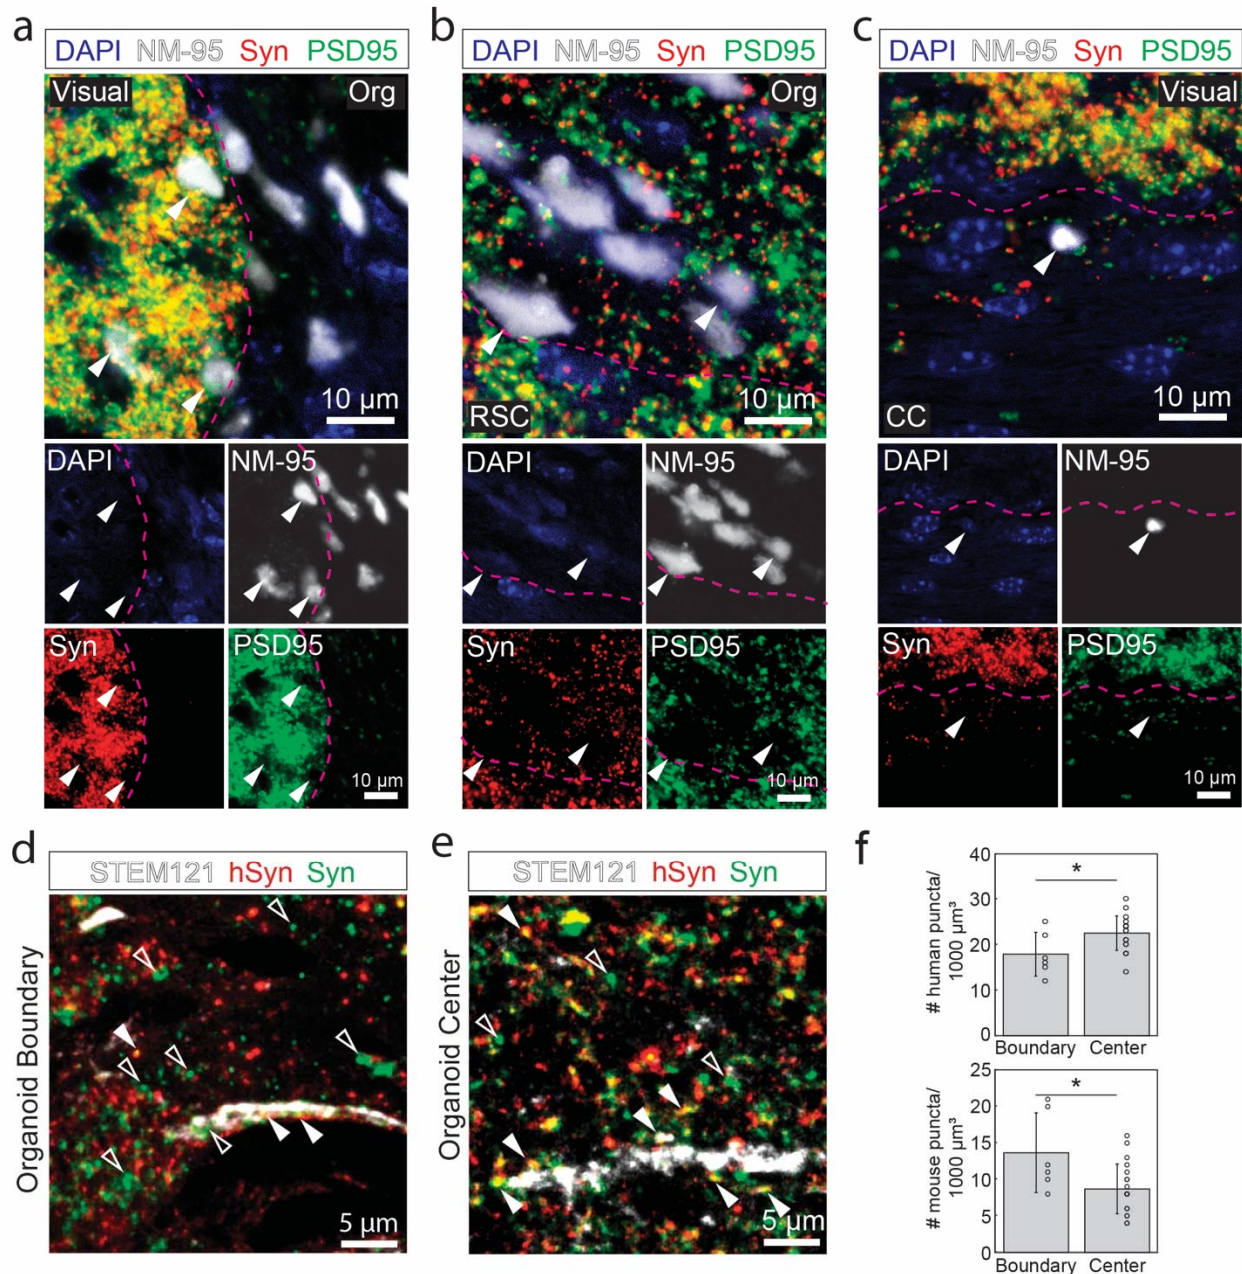 a
DAPI NM-95 Syn PSD95
Visual
Org
10 µm
DAPI
NM-95
Syn
PSD95
10 µm
b
DAPI NM-95 Syn PSD95
Org
RSC
10 µm
DAPI
NM-95
Syn
PSD95
10 µm
c
DAPI NM-95 Syn PSD95
Visual
CC
10 µm
DAPI
NM-95
Syn
PSD95
10 µm
d
STEM121 hSyn Syn
Organoid Boundary
5 µm
e
STEM121 hSyn Syn
Organoid Center
5 µm
f
# human puncta/
1000 µm³
40
30
20
10
0
*
Boundary Center
# mouse puncta/
1000 µm³
25
20
15
10
5
0
*
Boundary Center